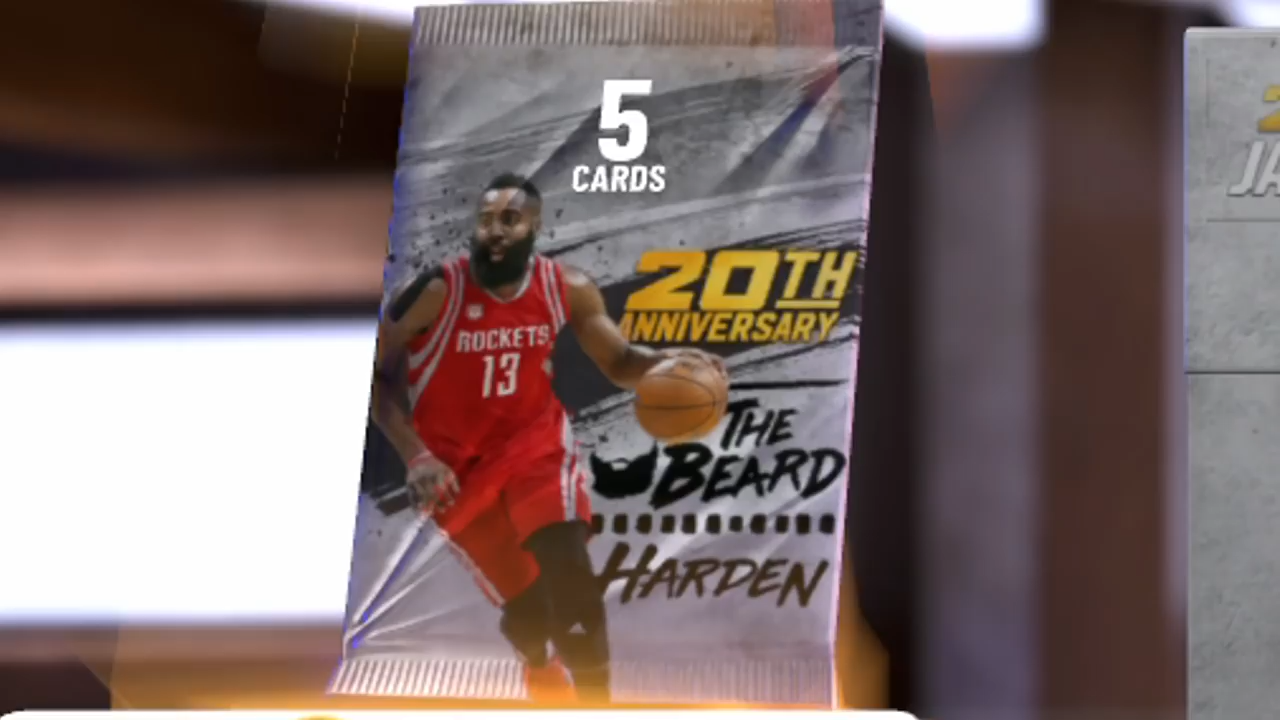 5
CARDS
20TH
ANNIVERSARY
ROCKETS
13
THE
BEARD
HARDEN